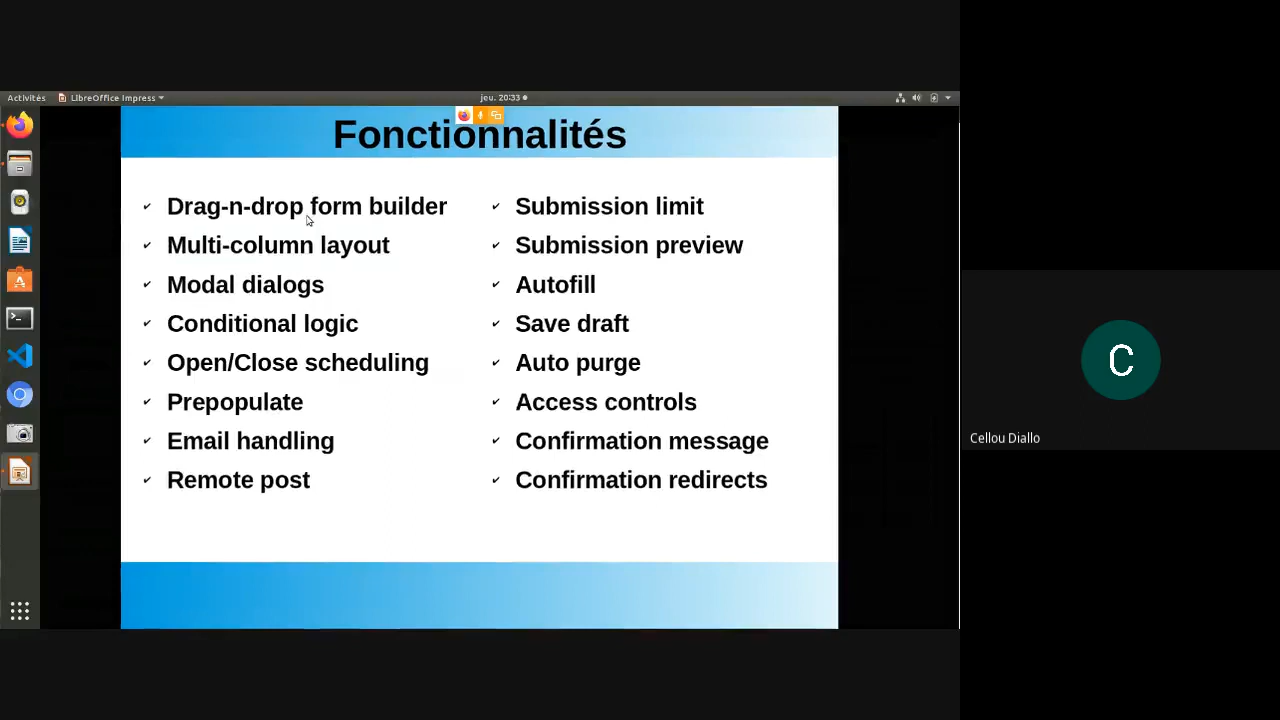 Activités LibreOffice Impress jeu. 20:33
Fonctionnalités
Drag-n-drop form builder
Multi-column layout
Modal dialogs
Conditional logic
Open/Close scheduling
Prepopulate
Email handling
Remote post
Submission limit
Submission preview
Autofill
Save draft
Auto purge
Access controls
Confirmation message
Confirmation redirects
C
Cellou Diallo